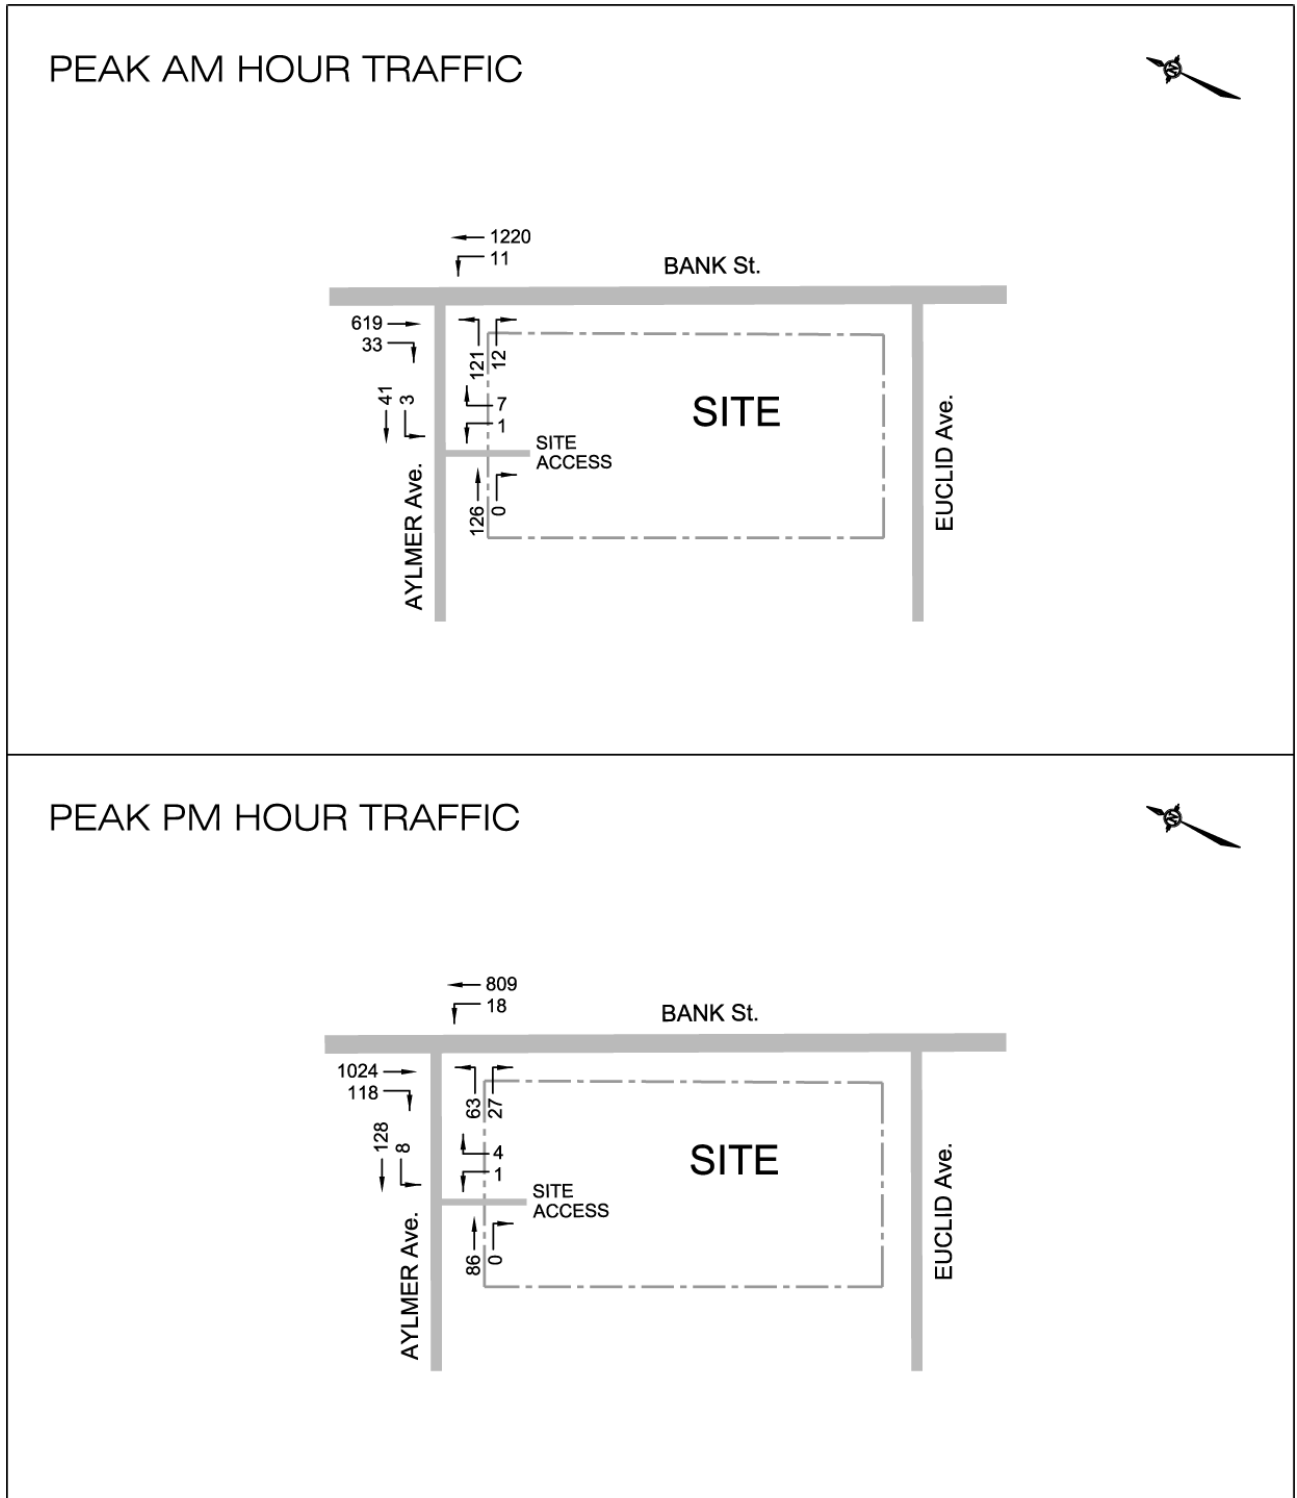 PEAK AM HOUR TRAFFIC
N
1220
11
BANK St.
619
33
121
12
41
3
7
1
SITE
SITE
ACCESS
126
0
AYLMER Ave.
EUCLID Ave.
PEAK PM HOUR TRAFFIC
N
809
18
BANK St.
1024
118
63
27
128
8
4
1
SITE
SITE
ACCESS
86
0
AYLMER Ave.
EUCLID Ave.